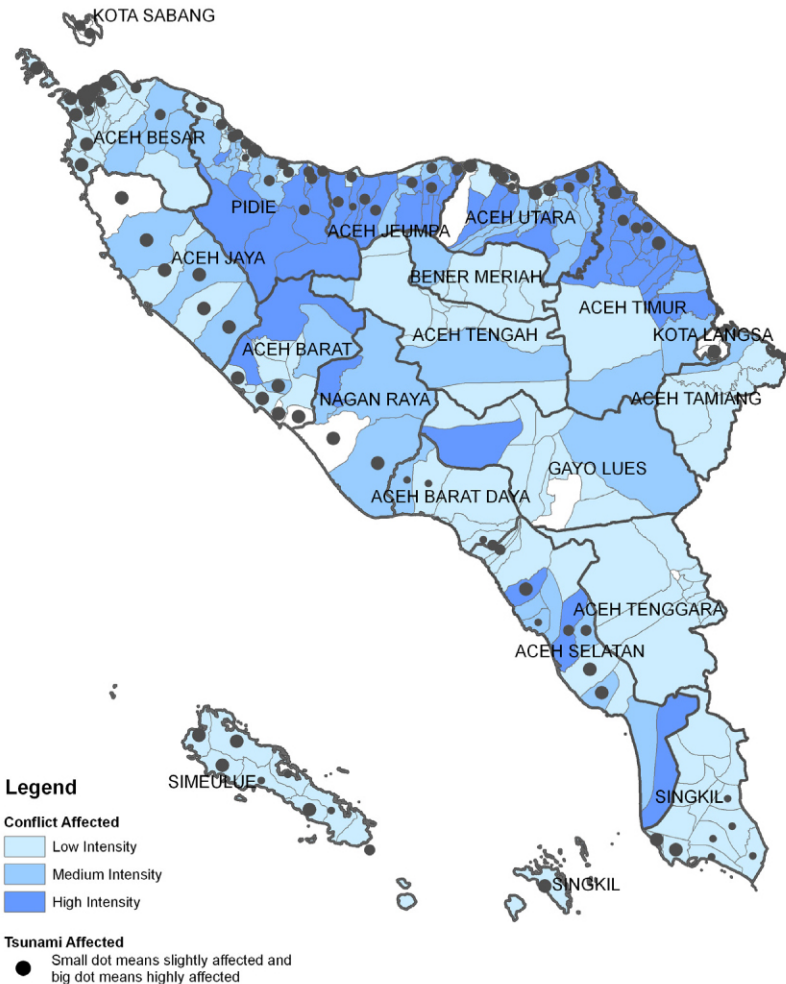 KOTA SABANG
ACEH BESAR
PIDIE
ACEH JEUMPA
ACEH UTARA
ACEH JAYA
BENER MERIAH
ACEH TIMUR
ACEH TENGAH
KOTA LANGSA
ACEH BARAT
NAGAN RAYA
ACEH TAMIANG
GAYO LUES
ACEH BARAT DAYA
ACEH TENGGARA
ACEH SELATAN
SIMEULUE
SINGKIL
SINGKIL
Legend
Conflict Affected
Low Intensity
Medium Intensity
High Intensity
Tsunami Affected
Small dot means slightly affected and
big dot means highly affected